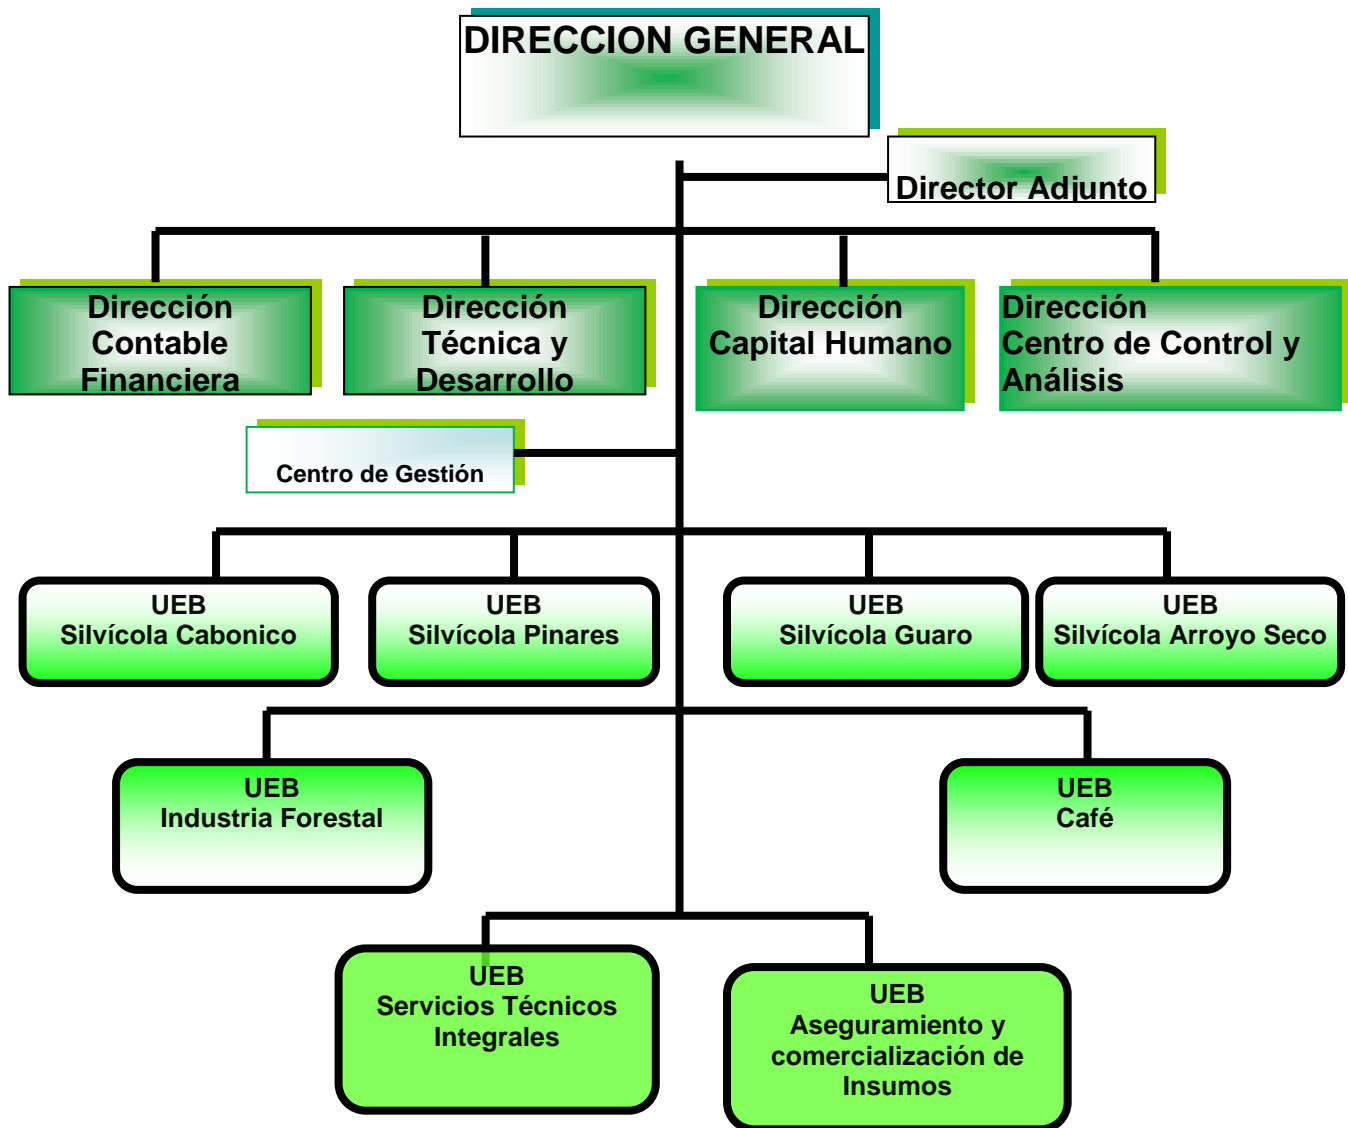 DIRECCION GENERAL
Director Adjunto
Dirección
Contable
Financiera
Dirección
Técnica y
Desarrollo
Dirección
Capital Humano
Dirección
Centro de Control y
Análisis
Centro de Gestión
UEB
Silvícola Cabonico
UEB
Silvícola Pinares
UEB
Silvícola Guaro
UEB
Silvícola Arroyo Seco
UEB
Industria Forestal
UEB
Café
UEB
Servicios Técnicos
Integrales
UEB
Aseguramiento y
comercialización de
Insumos